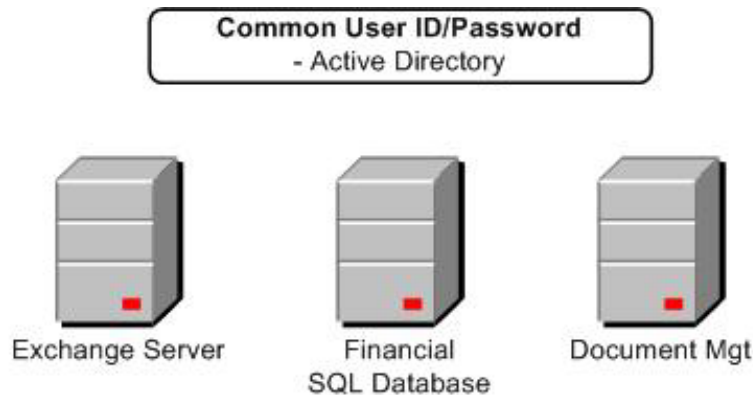 Common User ID/Password
- Active Directory
Exchange Server
Financial
SQL Database
Document Mgt